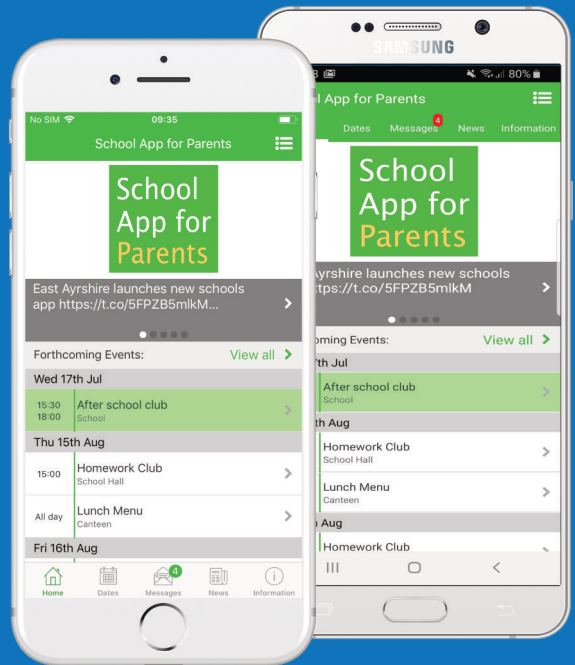 No SIM 09:35
School App for Parents
School
App for
Parents
East Ayrshire launches new schools
app https://t.co/5FPZB5mlkM...
Forthcoming Events: View all
Wed 17th Jul
15:30
18:00
After school club
School
Thu 15th Aug
15:00
Homework Club
School Hall
All day
Lunch Menu
Canteen
Fri 16th Aug
4
Home Dates Messages News Information
SAMSUNG
80%
App for Parents
4
Dates Messages News Information
School
App for
Parents
yrshire launches new schools
ttps://t.co/5FPZB5mlkM
oming Events: View all
7th Jul
After school club
School
th Aug
Homework Club
School Hall
Lunch Menu
Canteen
Aug
Homework Club